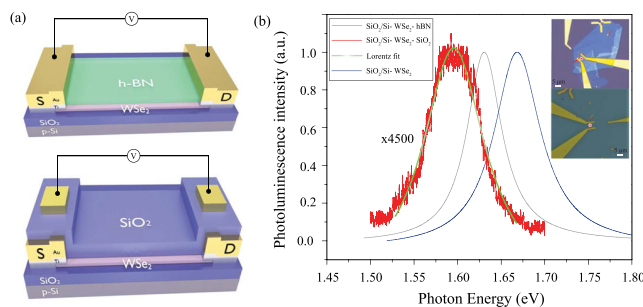 (a)
V
h-BN
S
Au
Ti
D
WSe₂
SiO₂
p-Si
V
SiO₂
S
Au
Ti
D
WSe₂
SiO₂
p-Si
(b)
Photoluminescence intensity (a.u.)
1.0
0.8
0.6
0.4
0.2
0.0
SiO₂/Si- WSe₂- hBN
SiO₂/Si- WSe₂- SiO₂
Lorentz fit
SiO₂/Si- WSe₂
x4500
5 µm
5 µm
1.45
1.50
1.55
1.60
1.65
1.70
1.75
1.80
Photon Energy (eV)